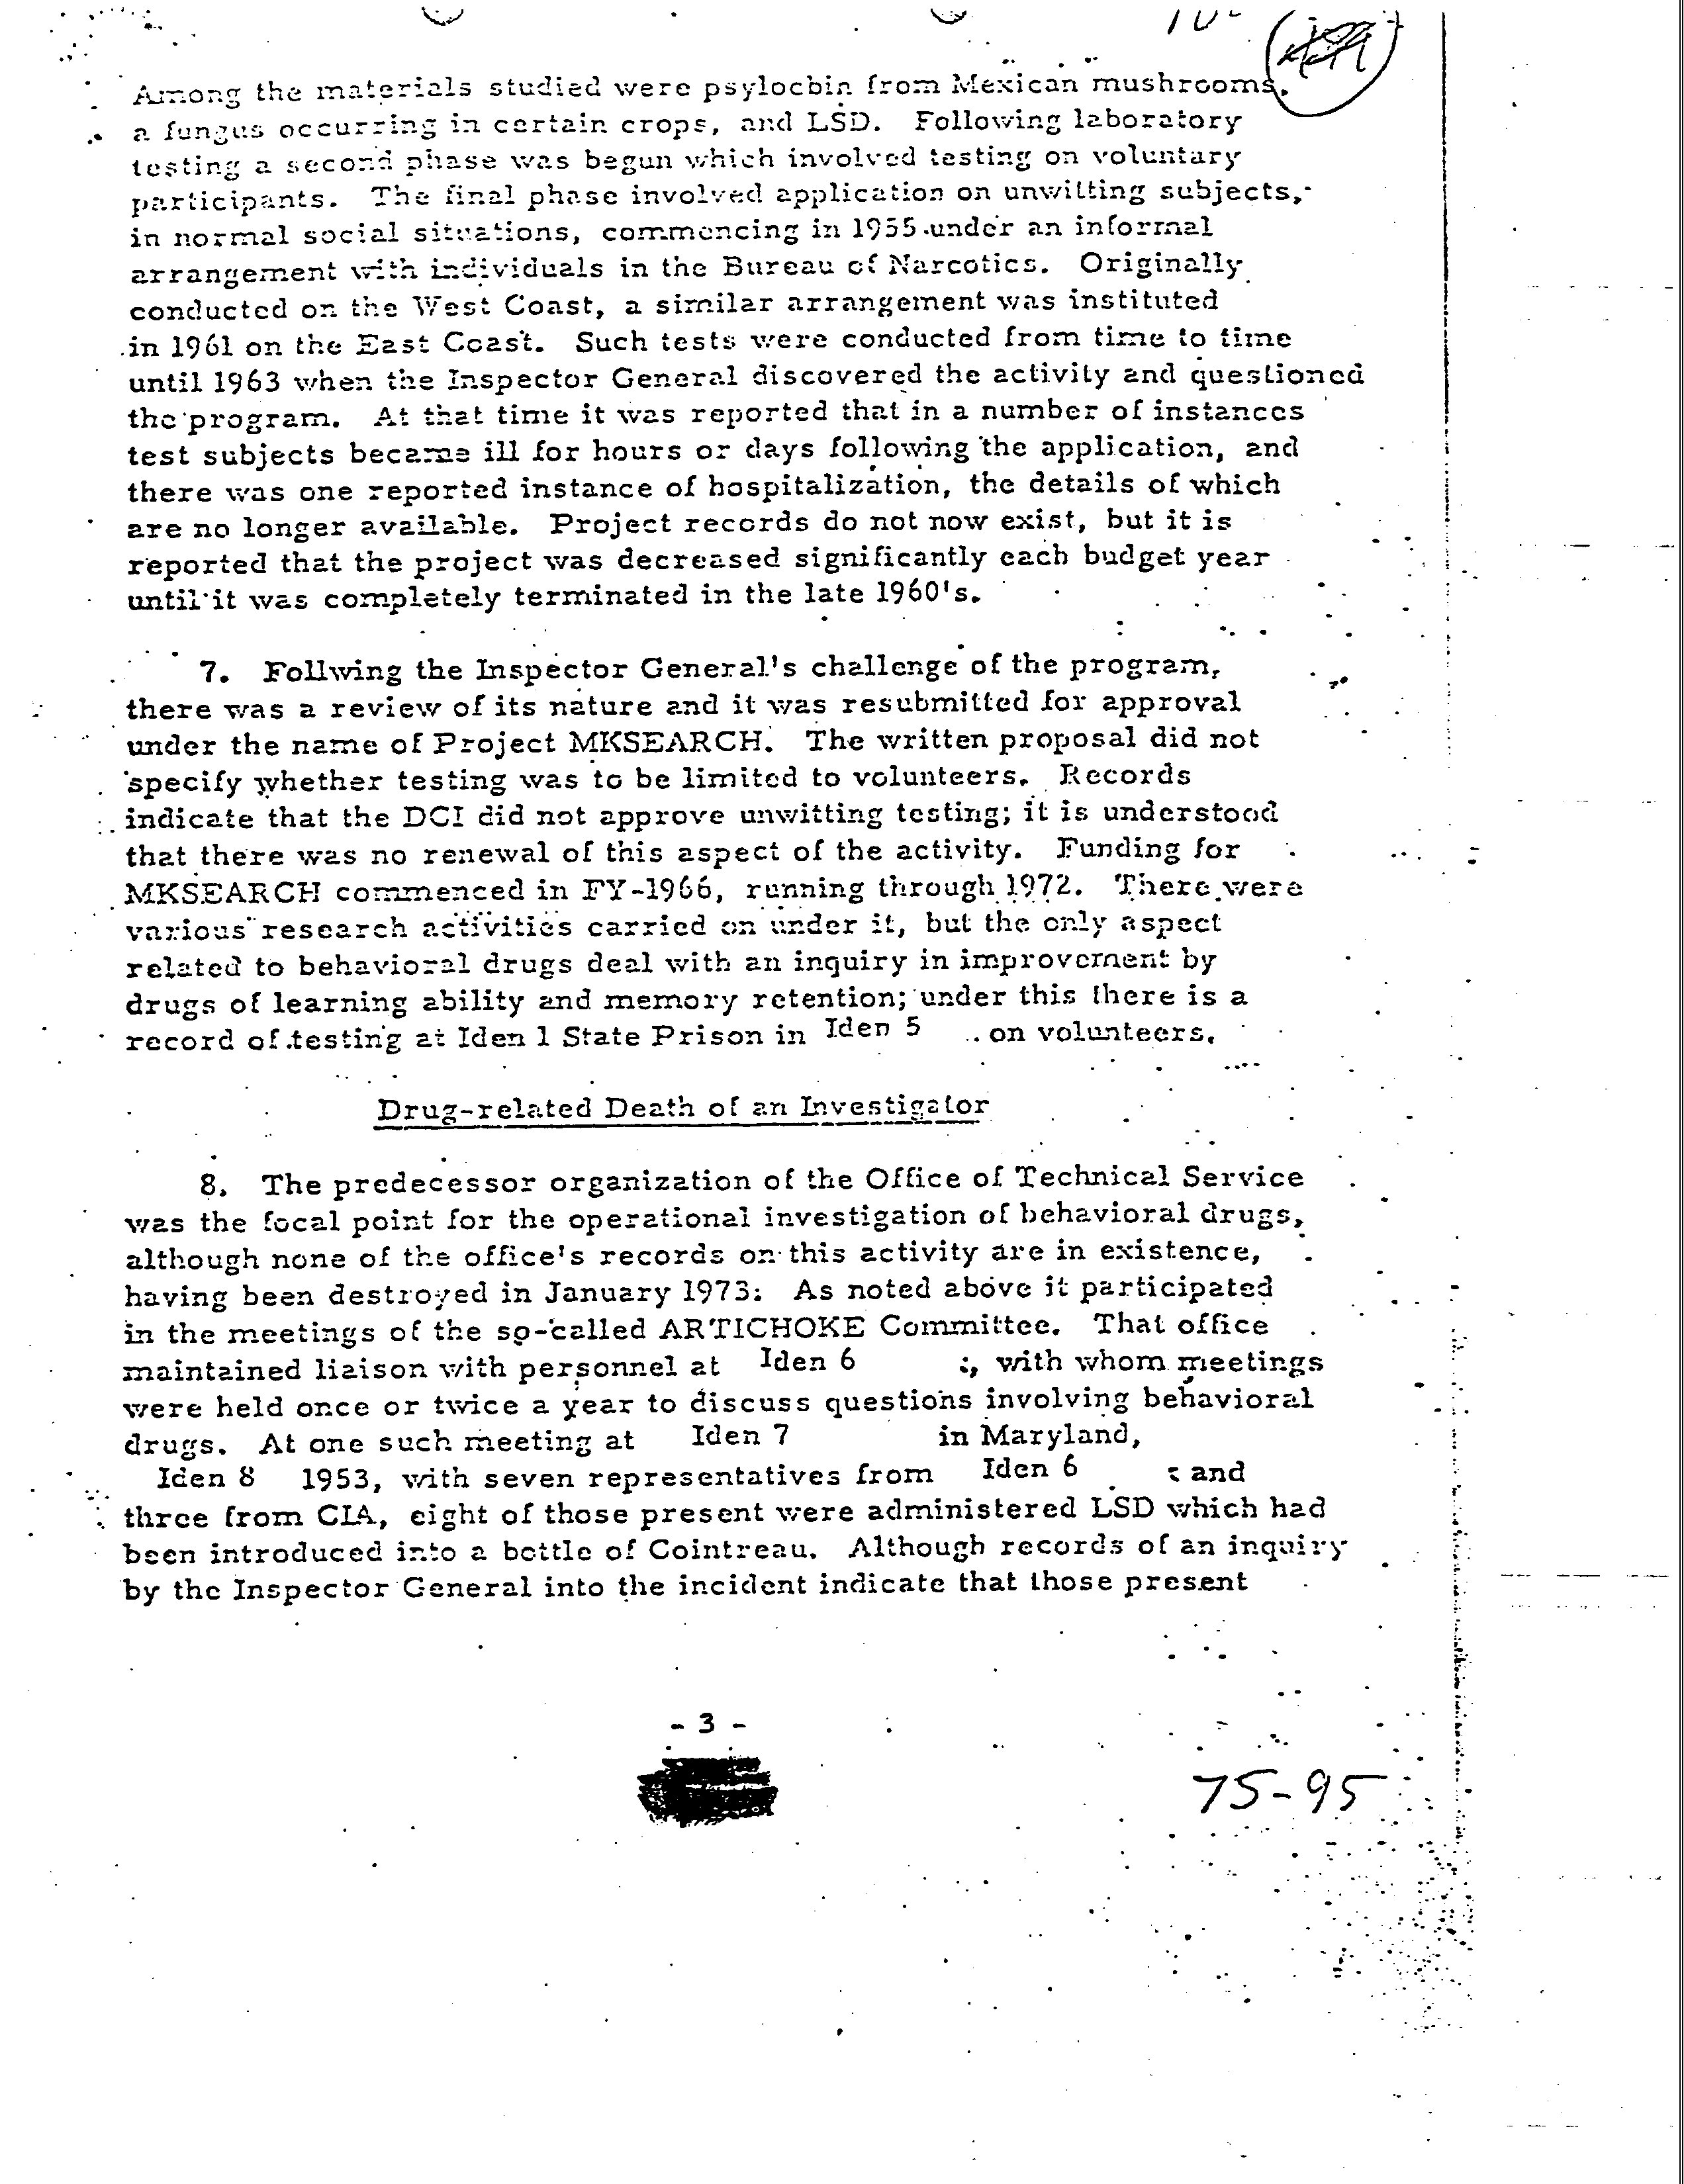 Among the materials studied were psylocbin from Mexican mushrooms,
a fungus occurring in certain crops, and LSD. Following laboratory
testing a second phase was begun which involved testing on voluntary
participants. The final phase involved application on unwitting subjects,
in normal social situations, commencing in 1955 under an informal
arrangement with individuals in the Bureau of Narcotics. Originally
conducted on the West Coast, a similar arrangement was instituted
in 1961 on the East Coast. Such tests were conducted from time to time
until 1963 when the Inspector General discovered the activity and questioned
the program. At that time it was reported that in a number of instances
test subjects became ill for hours or days following the application, and
there was one reported instance of hospitalization, the details of which
are no longer available. Project records do not now exist, but it is
reported that the project was decreased significantly each budget year
until it was completely terminated in the late 1960's.
7. Follwing the Inspector General's challenge of the program,
there was a review of its nature and it was resubmitted for approval
under the name of Project MKSEARCH. The written proposal did not
specify whether testing was to be limited to volunteers. Records
indicate that the DCI did not approve unwitting testing; it is understood
that there was no renewal of this aspect of the activity. Funding for
MKSEARCH commenced in FY-1966, running through 1972. There were
various research activities carried on under it, but the only aspect
related to behavioral drugs deal with an inquiry in improvement by
drugs of learning ability and memory retention; under this there is a
record of testing at Iden 1 State Prison in Iden 5 on volunteers.
Drug-related Death of an Investigator
8. The predecessor organization of the Office of Technical Service
was the focal point for the operational investigation of behavioral drugs,
although none of the office's records on this activity are in existence,
having been destroyed in January 1973. As noted above it participated
in the meetings of the so-called ARTICHOKE Committee. That office
maintained liaison with personnel at Iden 6 , with whom meetings
were held once or twice a year to discuss questions involving behavioral
drugs. At one such meeting at Iden 7 in Maryland,
Iden 8 1953, with seven representatives from Iden 6 and
three from CIA, eight of those present were administered LSD which had
been introduced into a bottle of Cointreau. Although records of an inquiry
by the Inspector General into the incident indicate that those present
- 3 -
75-95